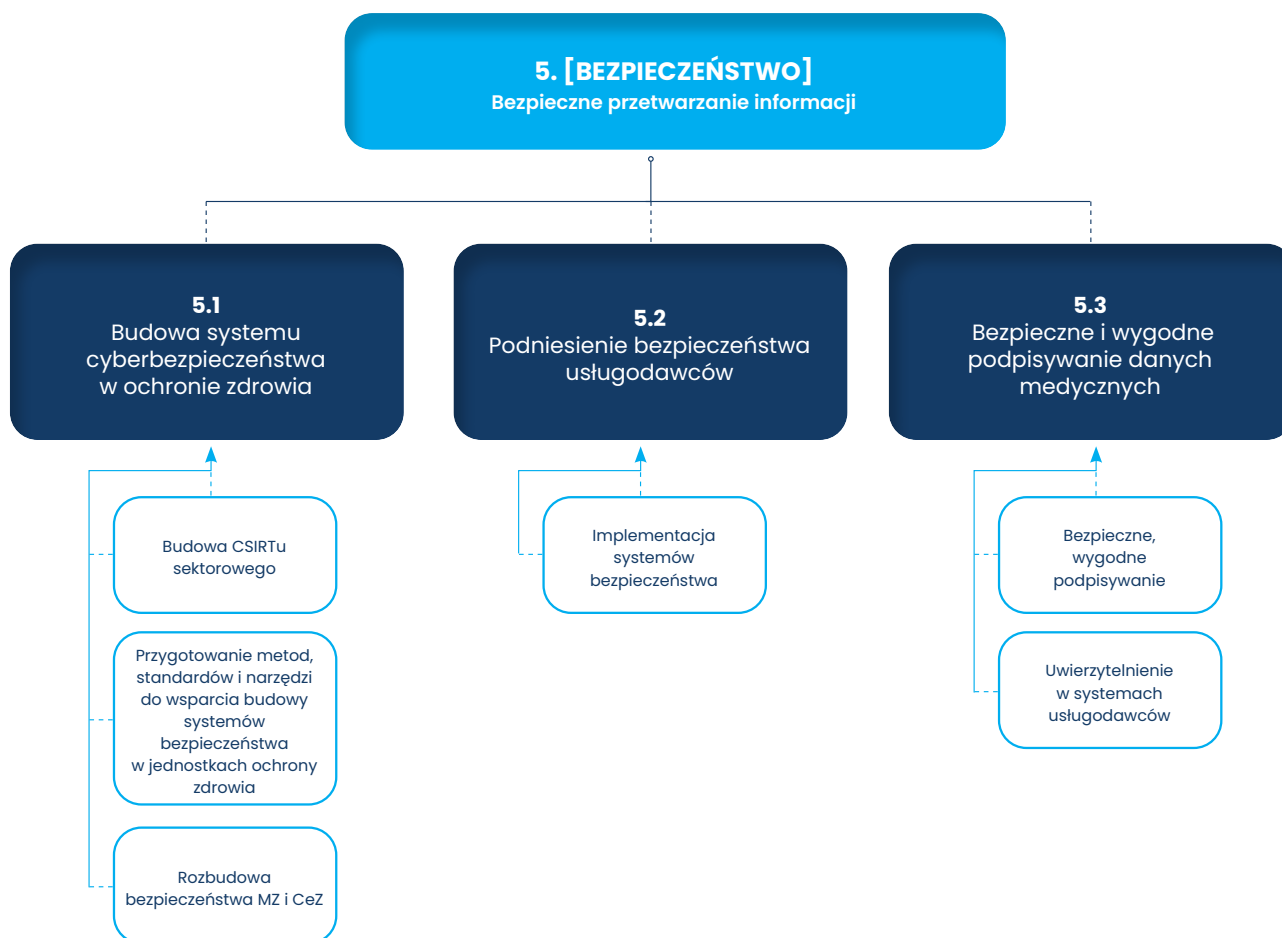 5. [BEZPIECZEŃSTWO]
Bezpieczne przetwarzanie informacji
5.1
Budowa systemu
cyberbezpieczeństwa
w ochronie zdrowia
5.2
Podniesienie bezpieczeństwa
usługodawców
5.3
Bezpieczne i wygodne
podpisywanie danych
medycznych
Budowa CSIRTu
sektorowego
Przygotowanie metod,
standardów i narzędzi
do wsparcia budowy
systemów
bezpieczeństwa
w jednostkach ochrony
zdrowia
Rozbudowa
bezpieczeństwa MZ i CeZ
Implementacja
systemów
bezpieczeństwa
Bezpieczne,
wygodne
podpisywanie
Uwierzytelnienie
w systemach
usługodawców